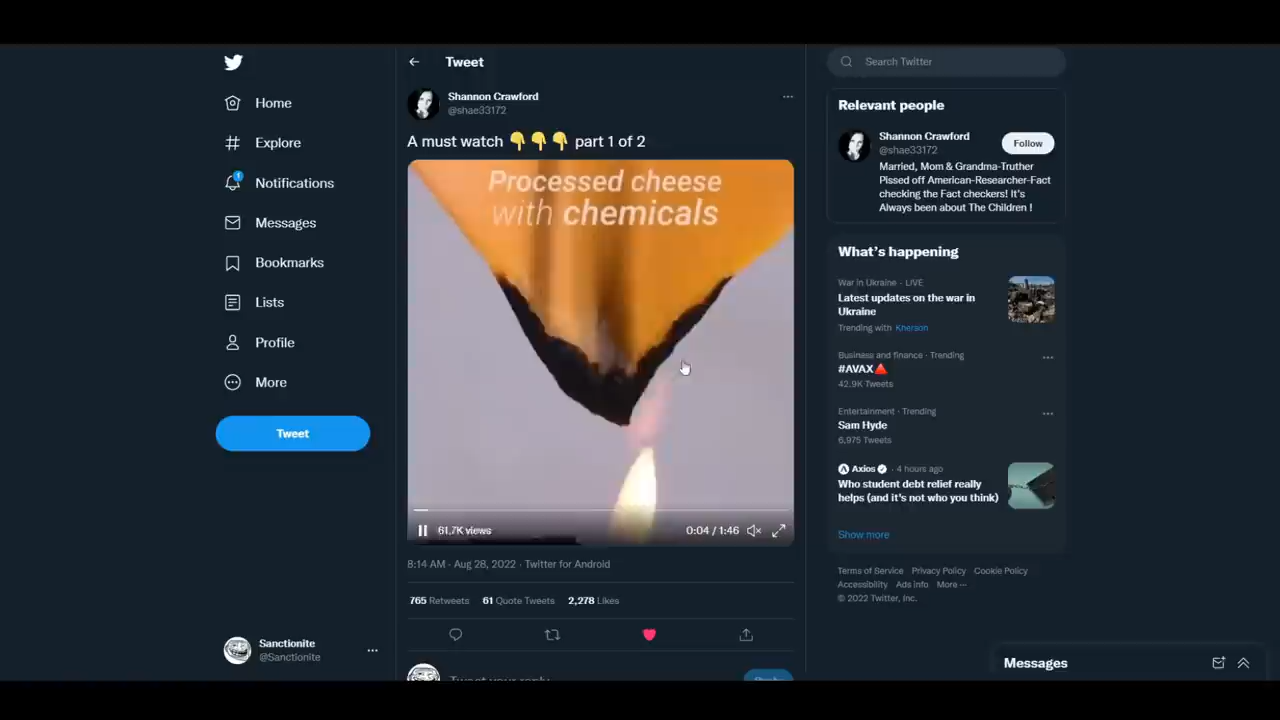 Home
Explore
1
Notifications
Messages
Bookmarks
Lists
Profile
More
Tweet
Sanctionite
@Sanctionite
Tweet
Shannon Crawford
@shae33172
A must watch 👇👇👇 part 1 of 2
Processed cheese
with chemicals
61.7K views
0:04 / 1:46
8:14 AM · Aug 28, 2022 · Twitter for Android
765 Retweets 61 Quote Tweets 2,278 Likes
Tweet your reply
Search Twitter
Relevant people
Shannon Crawford
@shae33172
Follow
Married, Mom & Grandma-Truther
Pissed off American-Researcher-Fact
checking the Fact checkers! It's
Always been about The Children !
What's happening
War in Ukraine · LIVE
Latest updates on the war in
Ukraine
Trending with Kherson
Business and finance · Trending
#AVAX🔺
42.9K Tweets
Entertainment · Trending
Sam Hyde
6,975 Tweets
Axios · 4 hours ago
Who student debt relief really
helps (and it's not who you think)
Show more
Terms of Service Privacy Policy Cookie Policy
Accessibility Ads info More ···
© 2022 Twitter, Inc.
Messages